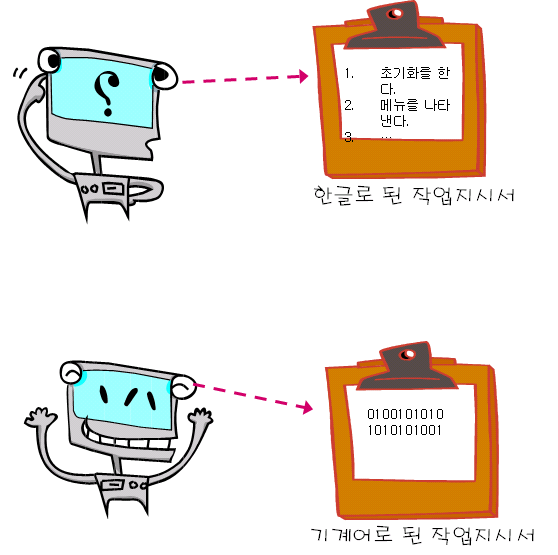 ?
1. 초기화를 한
다.
2. 메뉴를 나타
낸다.
3. ...
한글로 된 작업지시서
0100101010
1010101001
기계어로 된 작업지시서